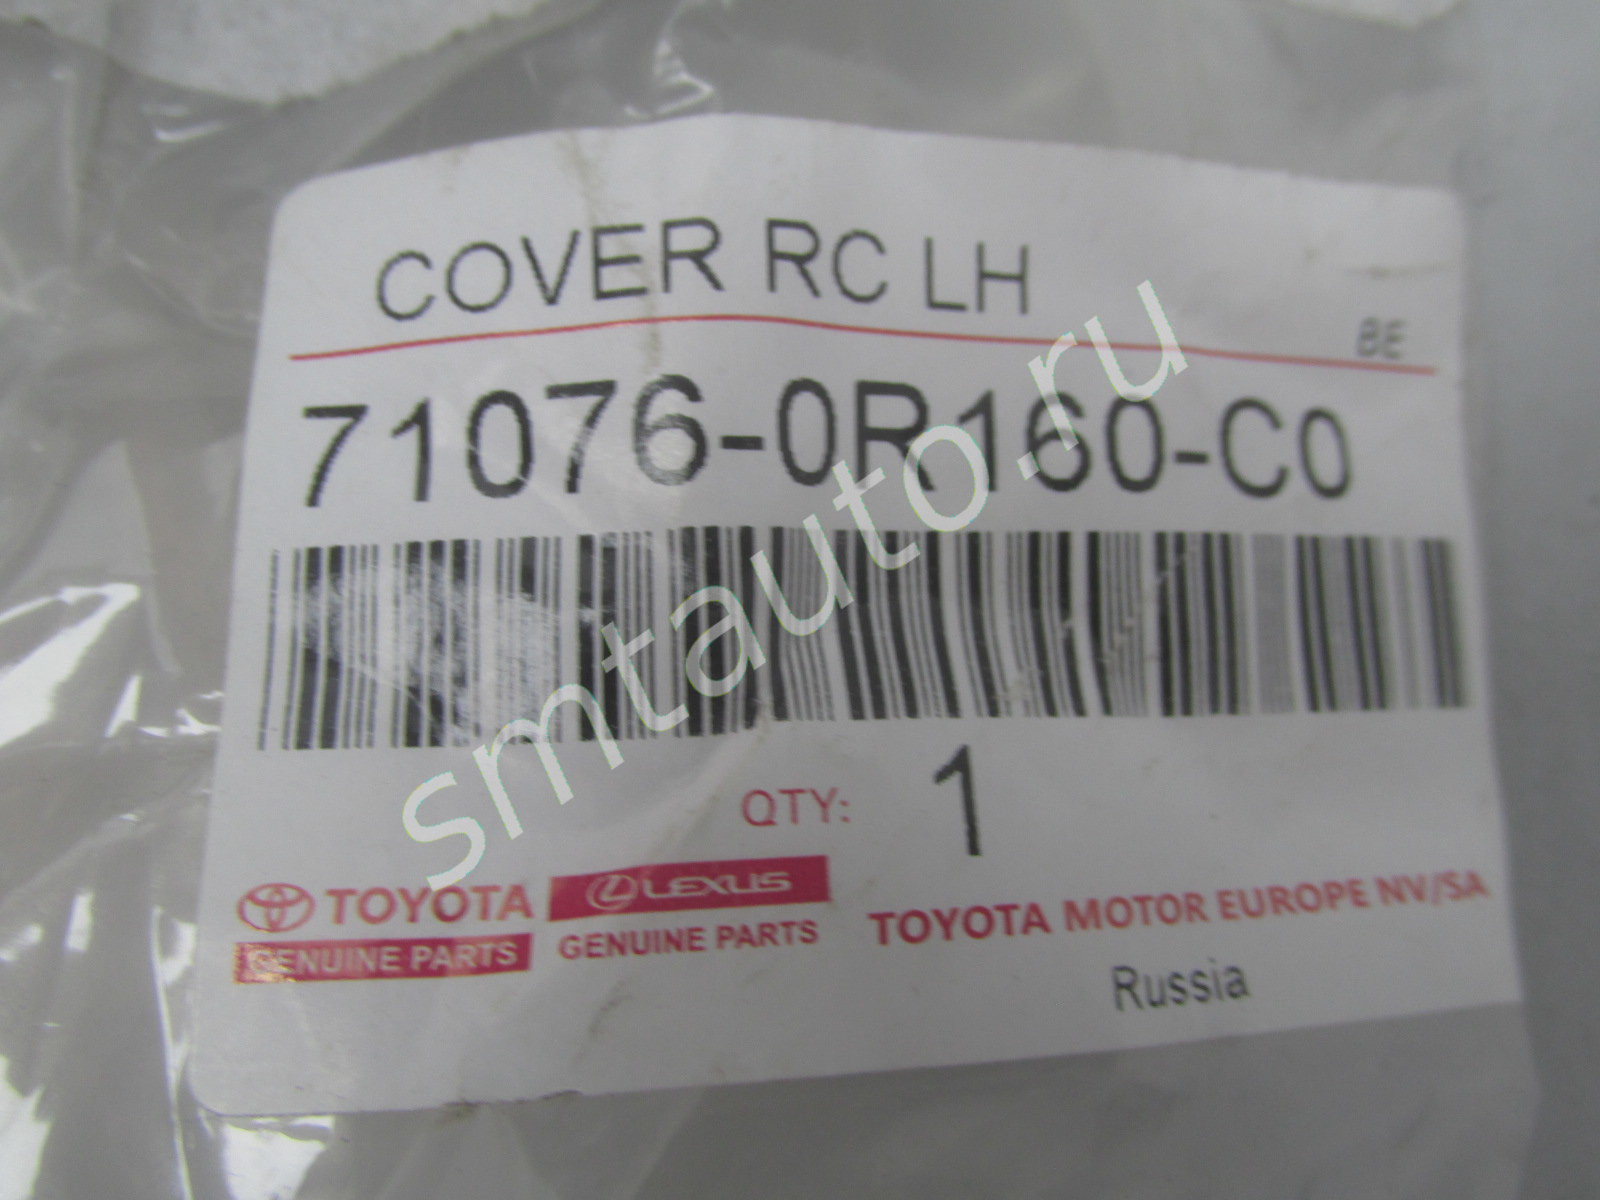 COVER RC LH
BE
71076-0R160-C0
QTY: 1
TOYOTA
GENUINE PARTS
LEXUS
GENUINE PARTS
TOYOTA MOTOR EUROPE NV/SA
Russia
smtauto.ru